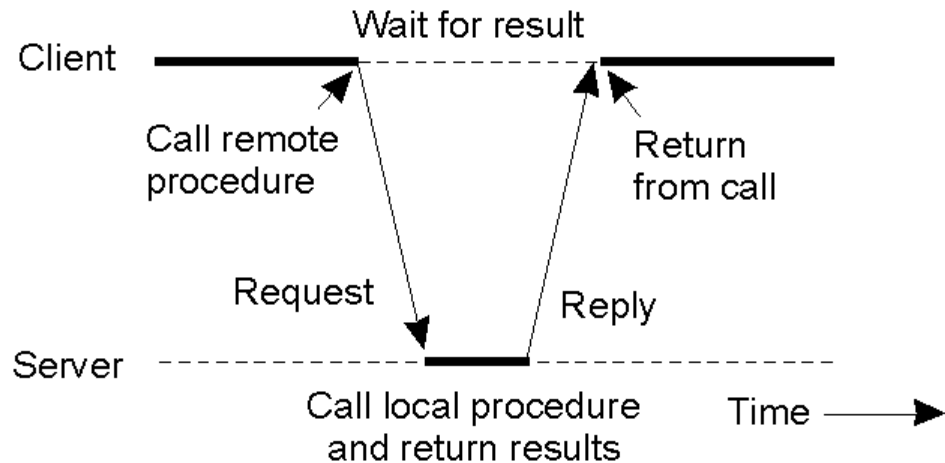 Wait for result
Client
Call remote
procedure
Return
from call
Request
Reply
Server
Call local procedure
and return results
Time